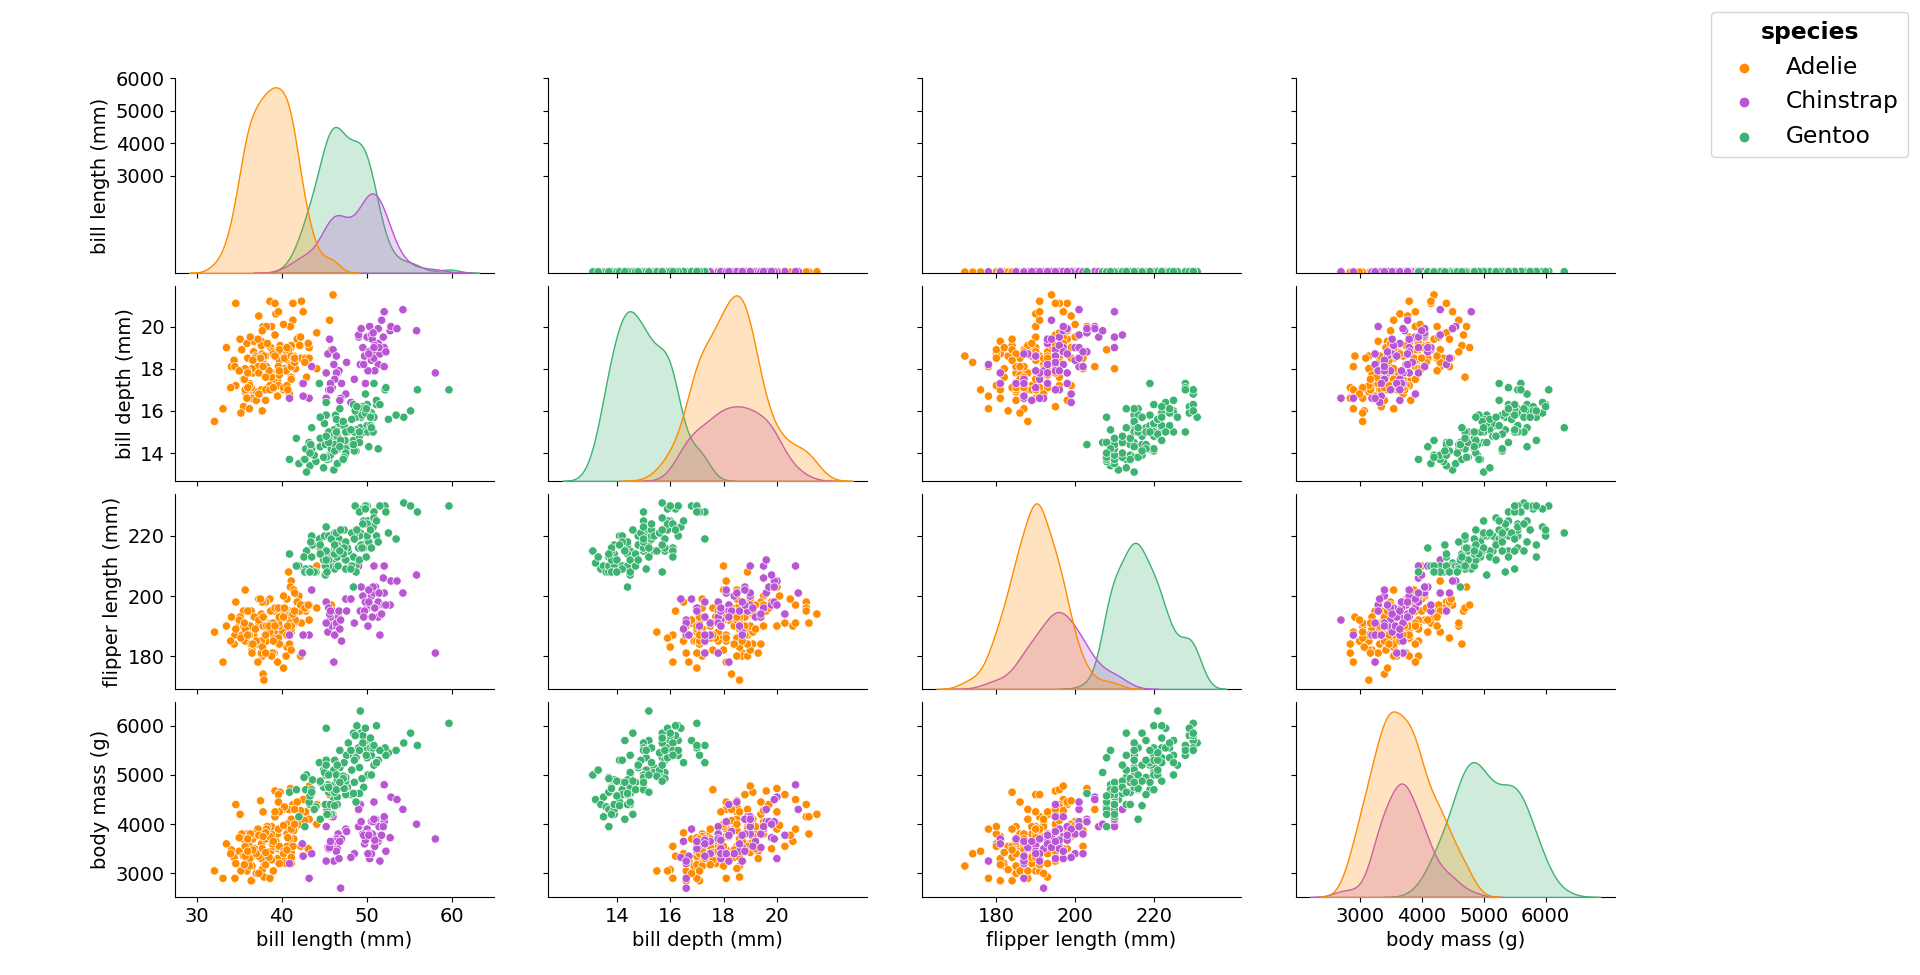 species
Adelie
Chinstrap
Gentoo
bill length (mm)
6000
5000
4000
3000
bill depth (mm)
20
18
16
14
flipper length (mm)
220
200
180
body mass (g)
6000
5000
4000
3000
30 40 50 60
14 16 18 20
180 200 220
3000 4000 5000 6000
bill length (mm)
bill depth (mm)
flipper length (mm)
body mass (g)